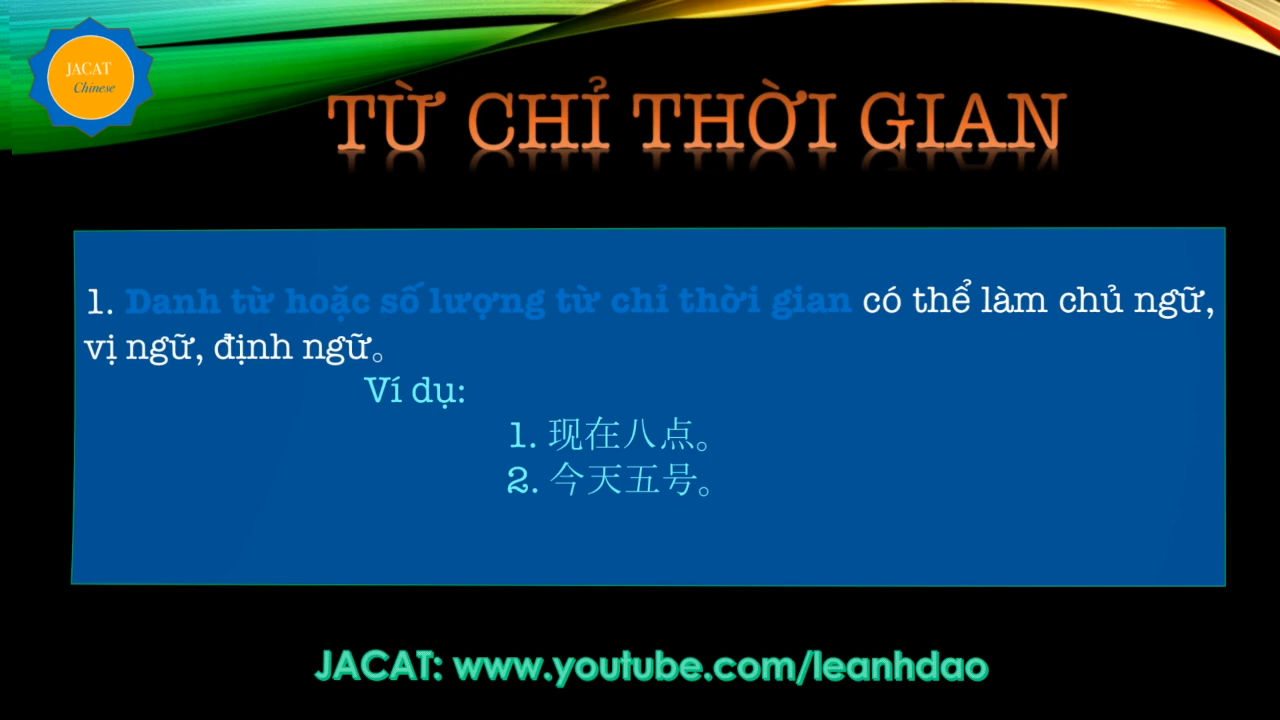 JACAT
Chinese
TỪ CHỈ THỜI GIAN
1. Danh từ hoặc số lượng từ chỉ thời gian có thể làm chủ ngữ,
vị ngữ, định ngữ。
Ví dụ:
1. 现在八点。
2. 今天五号。
JACAT: www.youtube.com/leanhdao